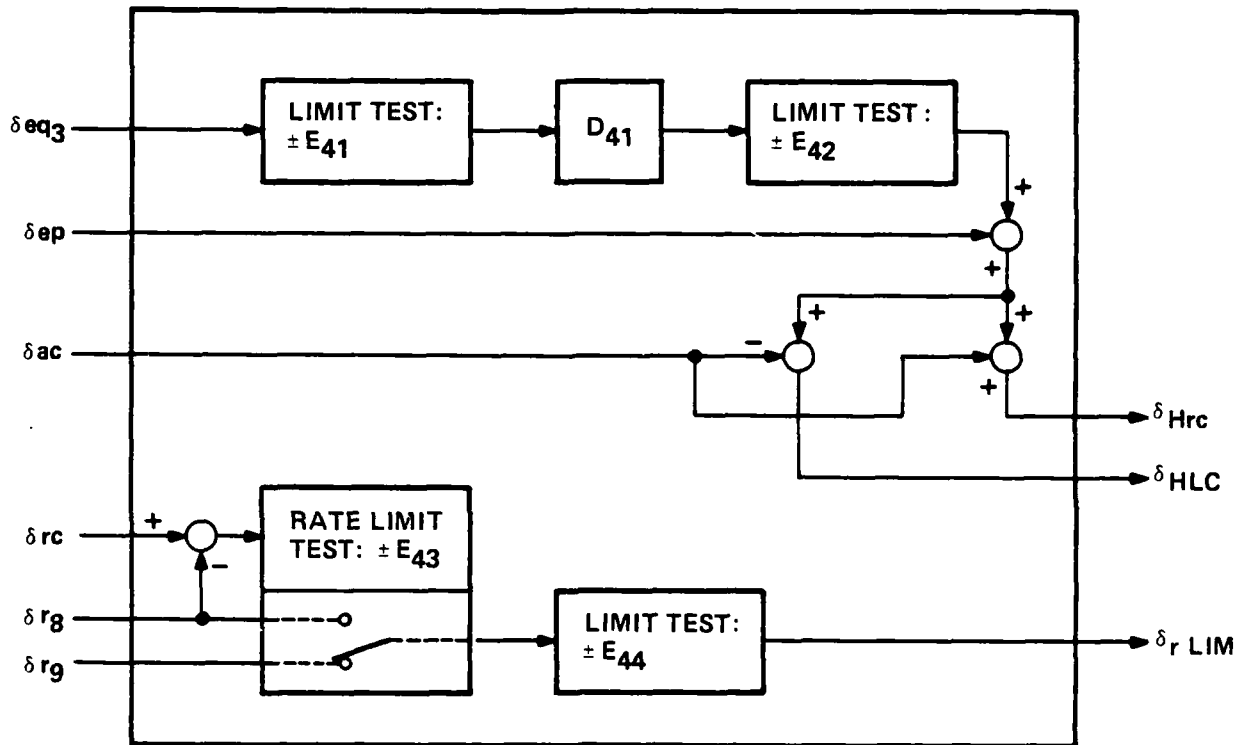 δeq3
LIMIT TEST:
± E41
D41
LIMIT TEST :
± E42
+
δep
+
+
+
δac
-
+
δHrc
δHLC
δrc
+
-
RATE LIMIT
TEST: ± E43
δr8
δr9
LIMIT TEST:
± E44
δr LIM